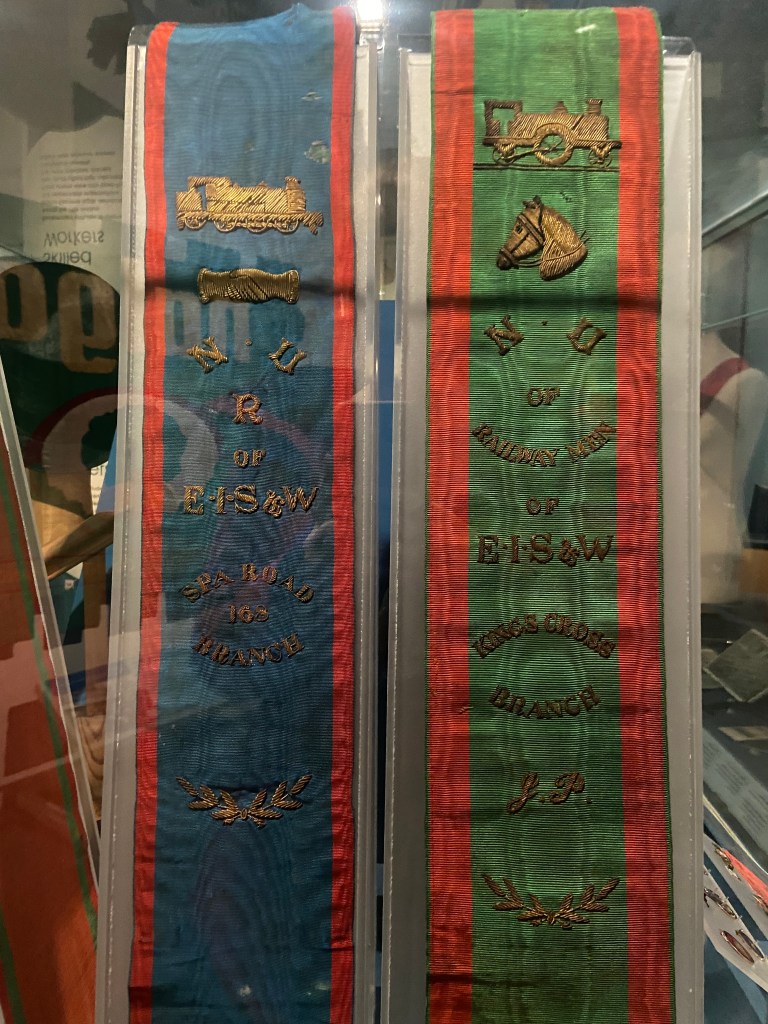 N · U
R
OF
E·I·S&W
SPA ROAD
168
BRANCH
N · U
OF
RAILWAY MEN
OF
E·I·S&W
KINGS CROSS
BRANCH
J.P.
Skilled
Workers